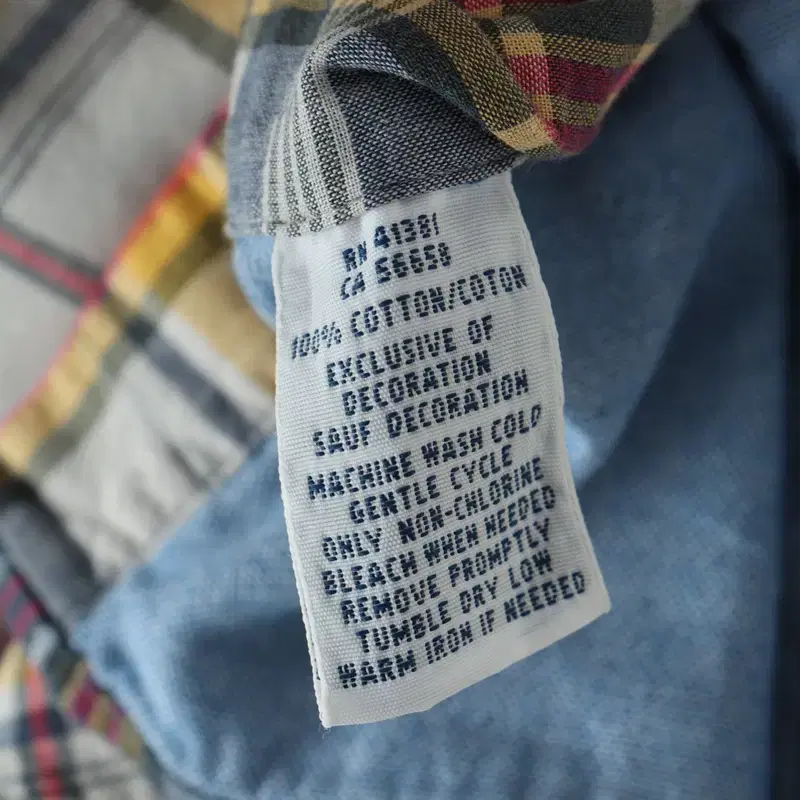 RN 41381
CA 56658
100% COTTON/COTON
EXCLUSIVE OF
DECORATION
SAUF DECORATION
MACHINE WASH COLD
GENTLE CYCLE
ONLY NON-CHLORINE
BLEACH WHEN NEEDED
REMOVE PROMPTLY
TUMBLE DRY LOW
WARM IRON IF NEEDED